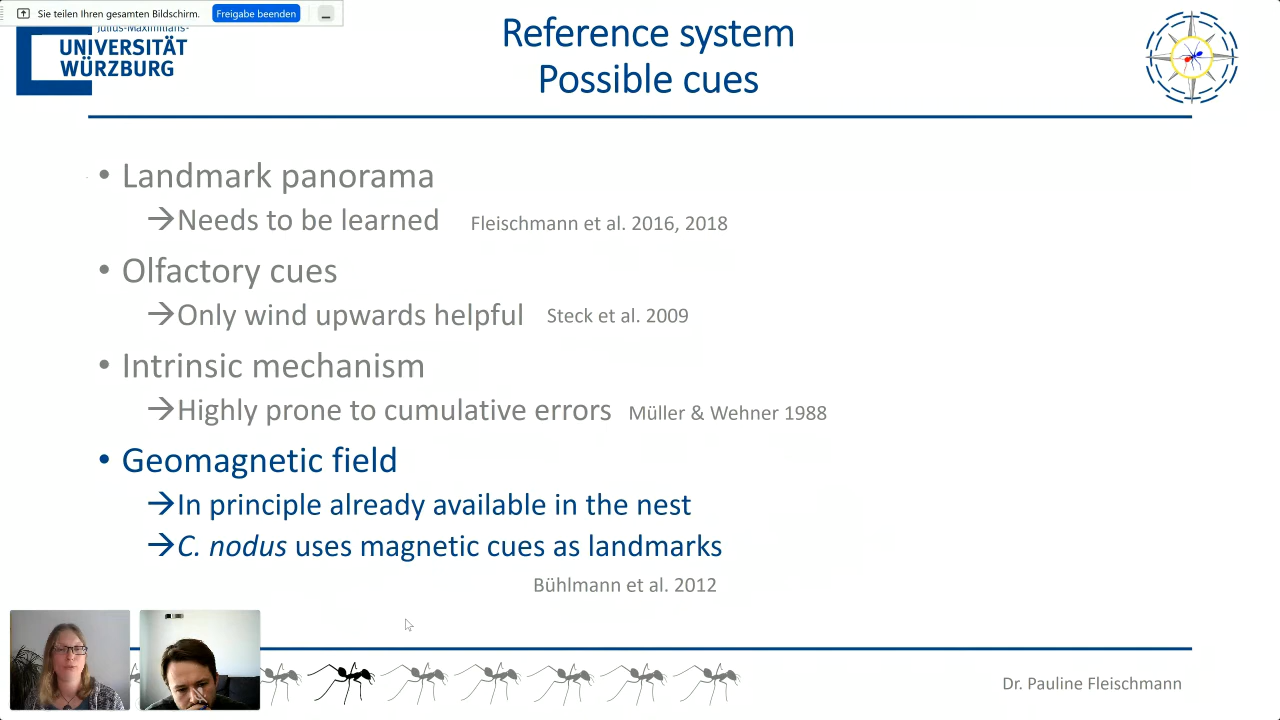 Sie teilen Ihren gesamten Bildschirm. Freigabe beenden
Julius-Maximilians-
UNIVERSITÄT
WÜRZBURG
Reference system
Possible cues
• Landmark panorama
→Needs to be learned Fleischmann et al. 2016, 2018
• Olfactory cues
→Only wind upwards helpful Steck et al. 2009
• Intrinsic mechanism
→Highly prone to cumulative errors Müller & Wehner 1988
• Geomagnetic field
→In principle already available in the nest
→C. nodus uses magnetic cues as landmarks
Bühlmann et al. 2012
Dr. Pauline Fleischmann